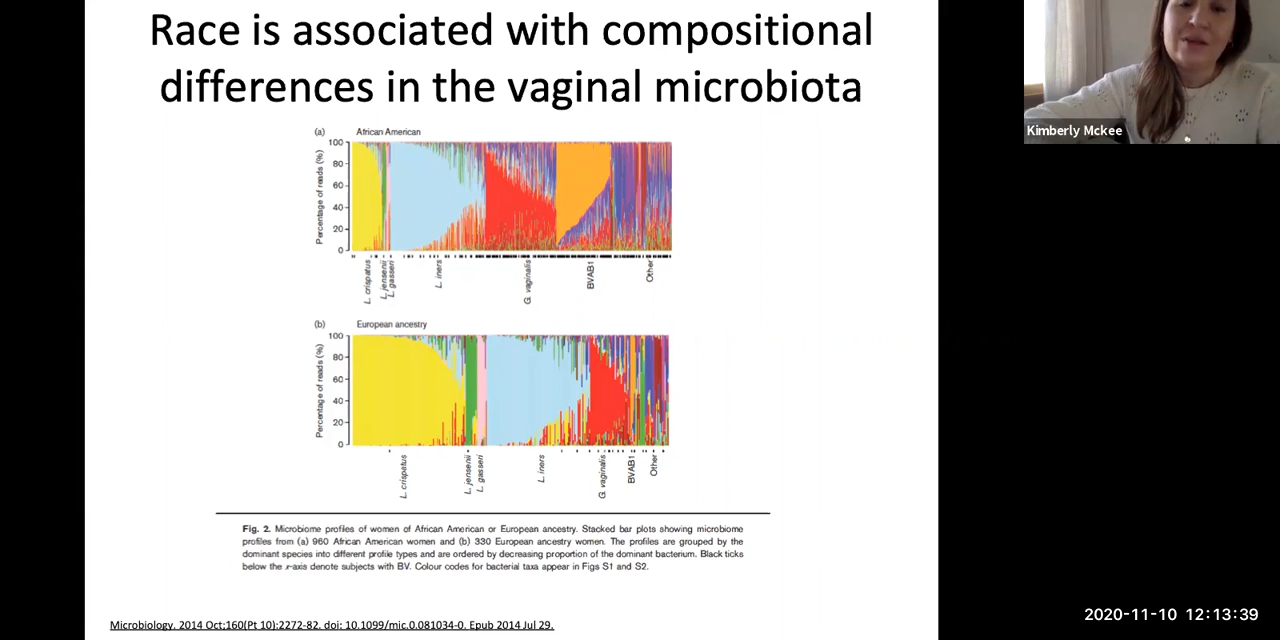 Race is associated with compositional
differences in the vaginal microbiota
Kimberly Mckee
(a) African American
Percentage of reads (%)
100
80
60
40
20
0
L. crispatus
L. jensenii
L. gasseri
L. iners
G. vaginalis
BVAB1
Other
(b) European ancestry
Percentage of reads (%)
100
80
60
40
20
0
L. crispatus
L. jensenii
L. gasseri
L. iners
G. vaginalis
BVAB1
Other
Fig. 2. Microbiome profiles of women of African American or European ancestry. Stacked bar plots showing microbiome
profiles from (a) 960 African American women and (b) 330 European ancestry women. The profiles are grouped by the
dominant species into different profile types and are ordered by decreasing proportion of the dominant bacterium. Black ticks
below the x-axis denote subjects with BV. Colour codes for bacterial taxa appear in Figs S1 and S2.
Microbiology. 2014 Oct;160(Pt 10):2272-82. doi: 10.1099/mic.0.081034-0. Epub 2014 Jul 29.
2020-11-10 12:13:39